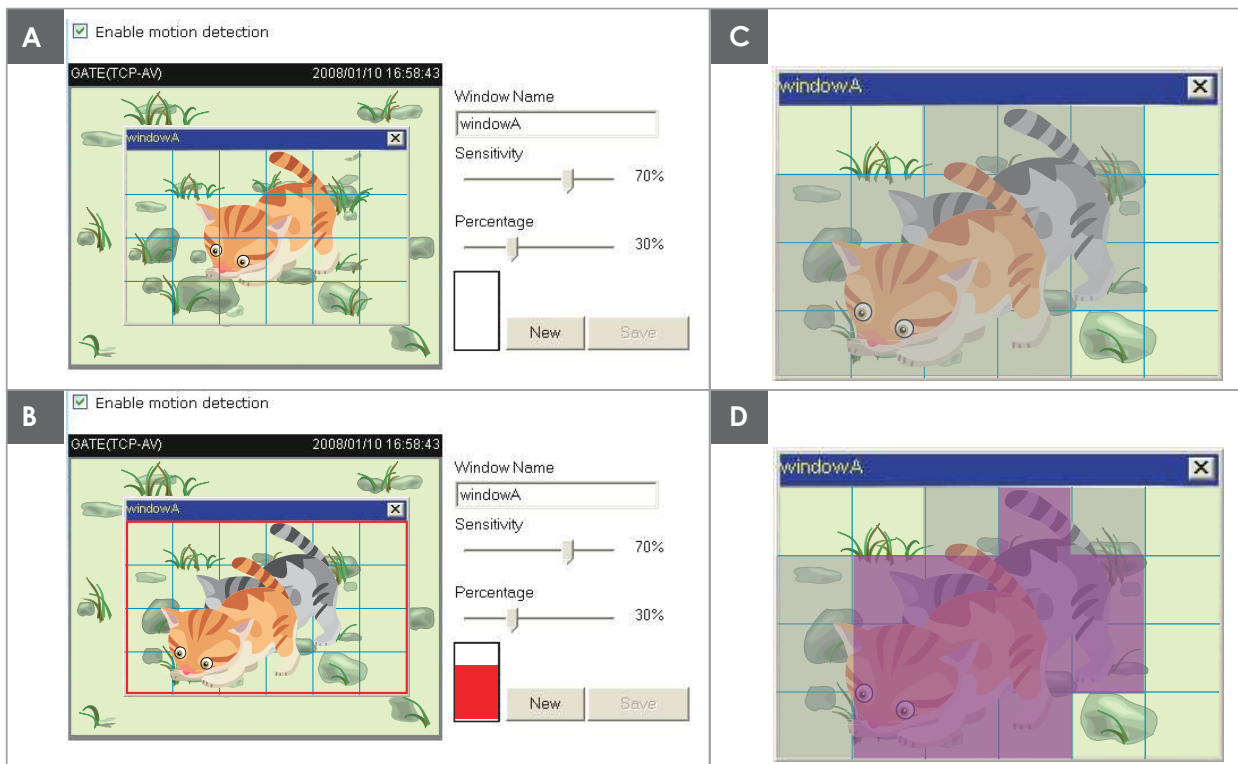 A
Enable motion detection
GATE(TCP-AV) 2008/01/10 16:58:43
windowA
Window Name
windowA
Sensitivity
70%
Percentage
30%
New Save
B
Enable motion detection
GATE(TCP-AV) 2008/01/10 16:58:43
windowA
Window Name
windowA
Sensitivity
70%
Percentage
30%
New Save
C
windowA
D
windowA